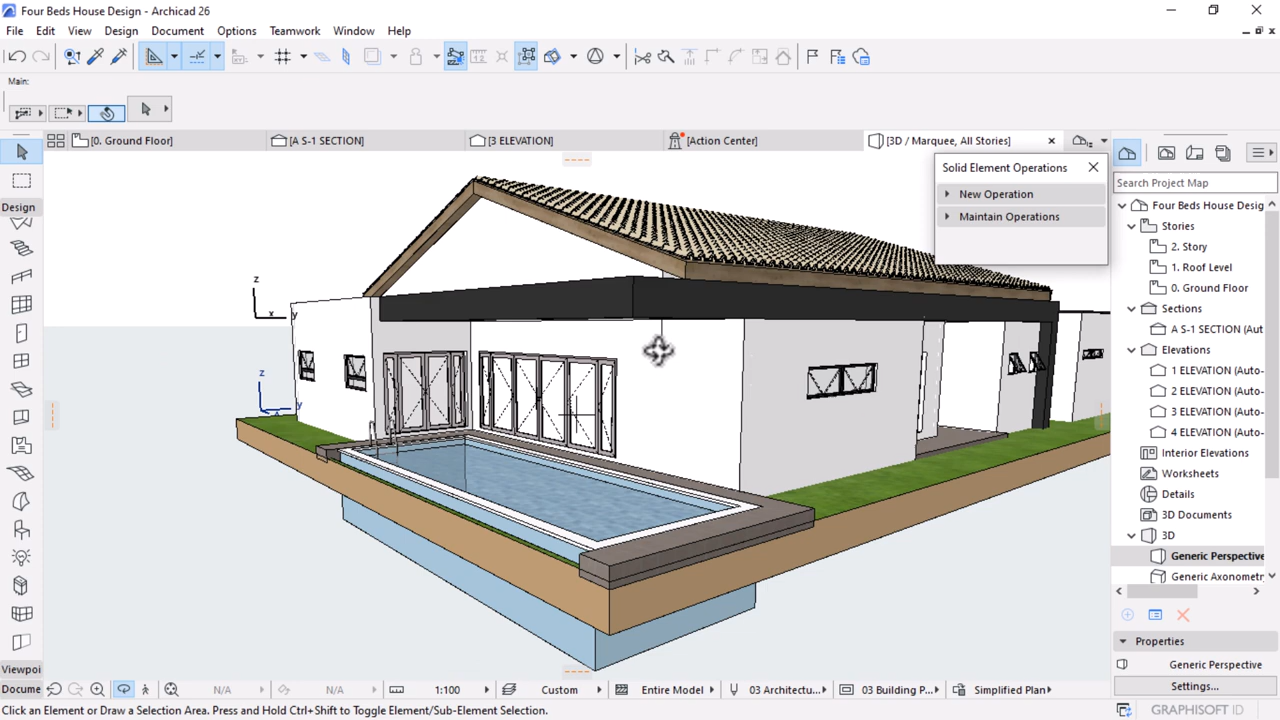 Four Beds House Design - Archicad 26
File Edit View Design Document Options Teamwork Window Help
Main:
[0. Ground Floor] [A S-1 SECTION] [3 ELEVATION] [Action Center] [3D / Marquee, All Stories]
Solid Element Operations
New Operation
Maintain Operations
Search Project Map
Four Beds House Desig
Stories
2. Story
1. Roof Level
0. Ground Floor
Sections
A S-1 SECTION (Aut
Elevations
1 ELEVATION (Auto-
2 ELEVATION (Auto-
3 ELEVATION (Auto-
4 ELEVATION (Auto-
Interior Elevations
Worksheets
Details
3D Documents
3D
Generic Perspective
Generic Axonometr
Properties
Generic Perspective
Settings...
GRAPHISOFT ID
Design
Viewpoi
Docume
z
x y
z
y
N/A N/A 1:100 Custom Entire Model 03 Architectu... 03 Building P... Simplified Plan
Click an Element or Draw a Selection Area. Press and Hold Ctrl+Shift to Toggle Element/Sub-Element Selection.